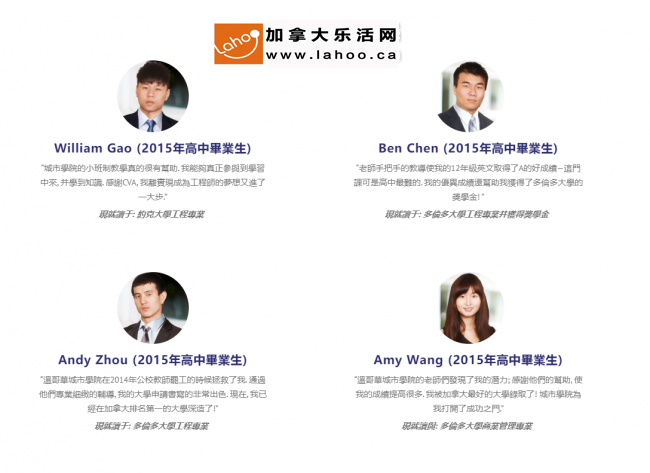 Lahoo
加拿大乐活网
www.lahoo.ca
William Gao (2015年高中畢業生)
"城市學院的小班制教學真的很有幫助. 我能夠真正參與到學習
中來, 并學到知識. 感謝CVA, 我離實現成為工程師的夢想又進了
一大步."
現就讀于: 約克大學工程專業
Ben Chen (2015年高中畢業生)
"老師手把手的教導使我的12年級英文取得了A的好成績—這門
課可是高中最難的. 我的優異成績還幫助我獲得了多倫多大學的
獎學金! "
現就讀于: 多倫多大學工程專業并獲得獎學金
Andy Zhou (2015年高中畢業生)
"溫哥華城市學院在2014年公校教師罷工的時候拯救了我. 通過
他們專業細緻的輔導, 我的大學申請書寫的非常出色. 現在, 我已
經在加拿大排名第一的大學深造了!"
現就讀于: 多倫多大學工程專業
Amy Wang (2015年高中畢業生)
"溫哥華城市學院的老師們發現了我的潛力; 感謝他們的幫助, 使
我的成績提高很多. 我被加拿大最好的大學錄取了! 城市學院為
我打開了成功之門."
現就讀於: 多倫多大學商業管理專業